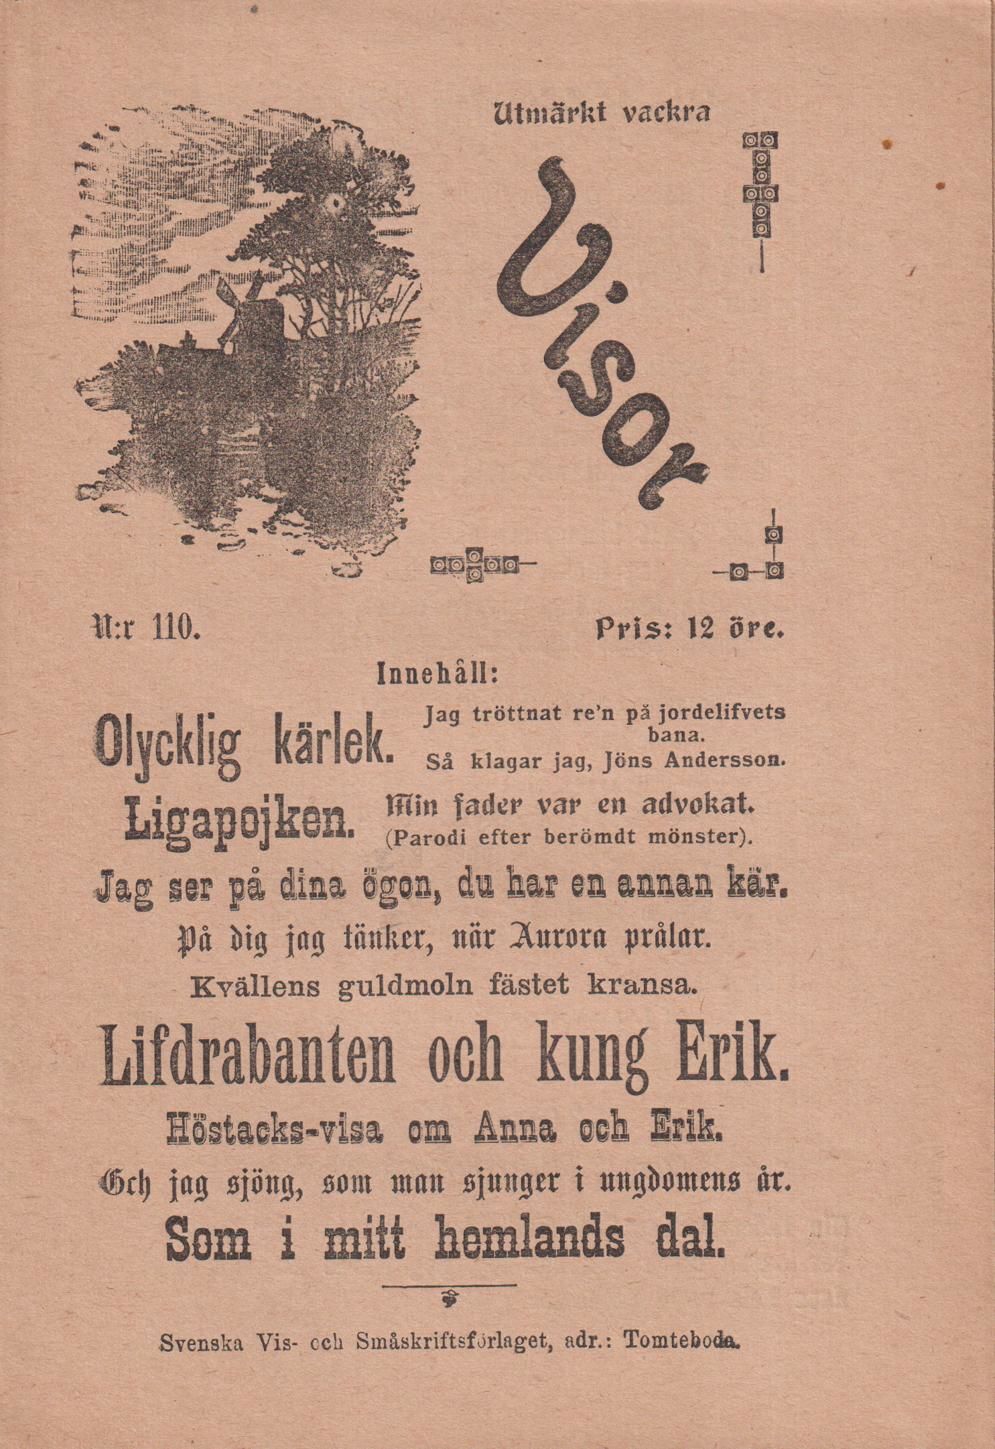 Utmärkt vackra
Visor
N:r 110.
Pris: 12 öre.
Innehåll:
Olycklig kärlek.
Jag tröttnat re'n på jordelifvets
bana.
Så klagar jag, Jöns Andersson.
Ligapojken.
Min fader var en advokat.
(Parodi efter berömdt mönster).
Jag ser på dina ögon, du har en annan kär.
På dig jag tänker, när Aurora prålar.
Kvällens guldmoln fästet kransa.
Lifdrabanten och kung Erik.
Höstacks-visa om Anna och Erik.
Och jag sjöng, som man sjunger i ungdomens år.
Som i mitt hemlands dal.
Svenska Vis- och Småskriftsförlaget, adr.: Tomteboda.